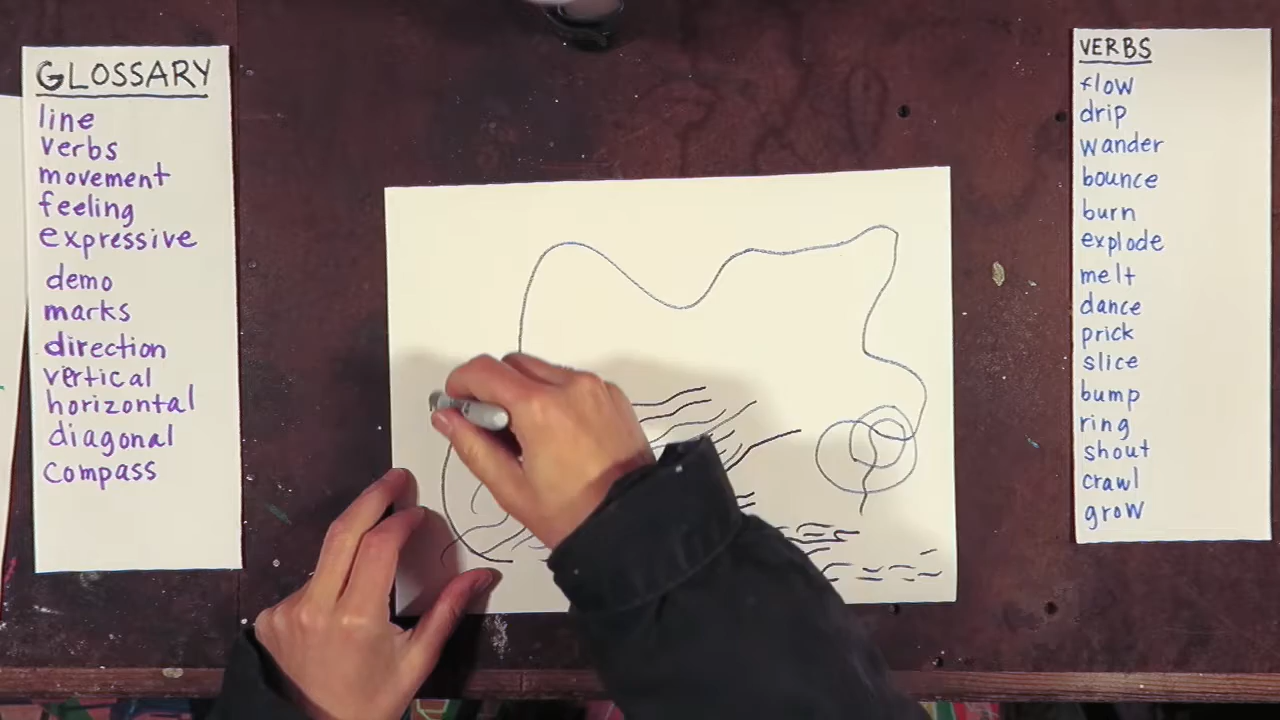 GLOSSARY
line
verbs
movement
feeling
expressive
demo
marks
direction
vertical
horizontal
diagonal
compass
VERBS
flow
drip
wander
bounce
burn
explode
melt
dance
prick
slice
bump
ring
shout
crawl
grow